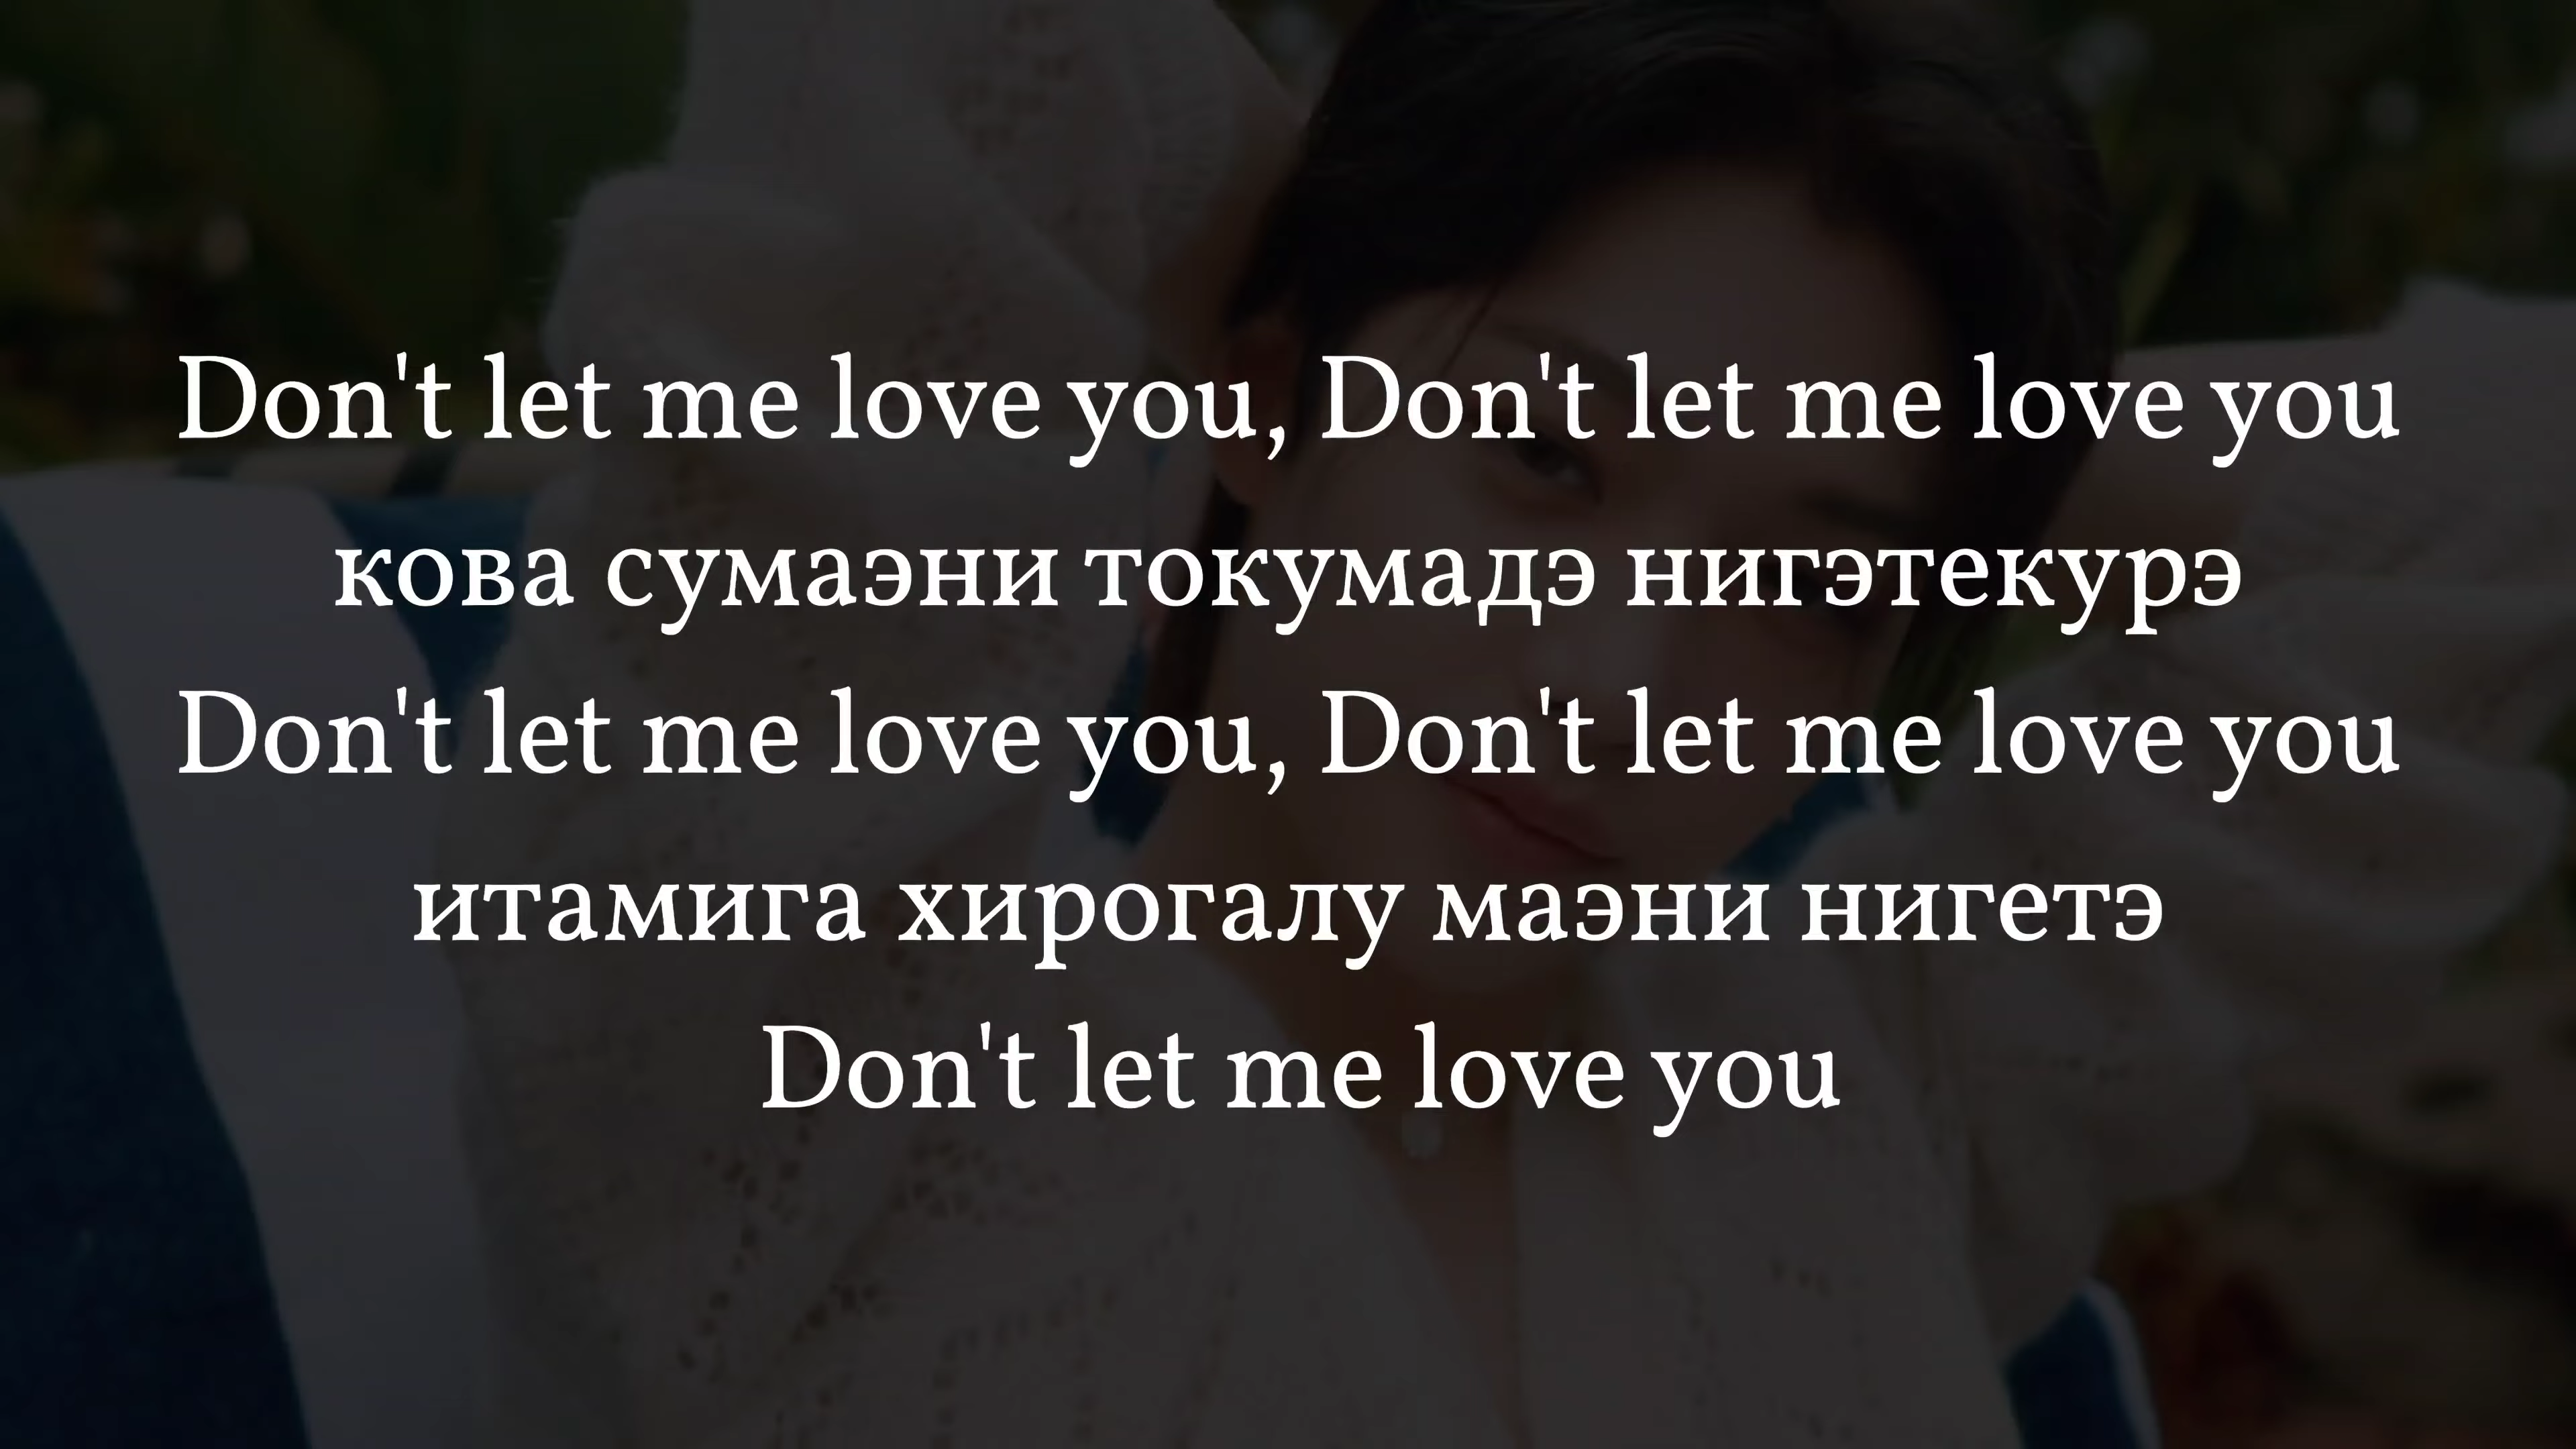 Don't let me love you, Don't let me love you
кова сумаэни токумадэ нигэтекурэ
Don't let me love you, Don't let me love you
итамига хирогалу маэни нигетэ
Don't let me love you